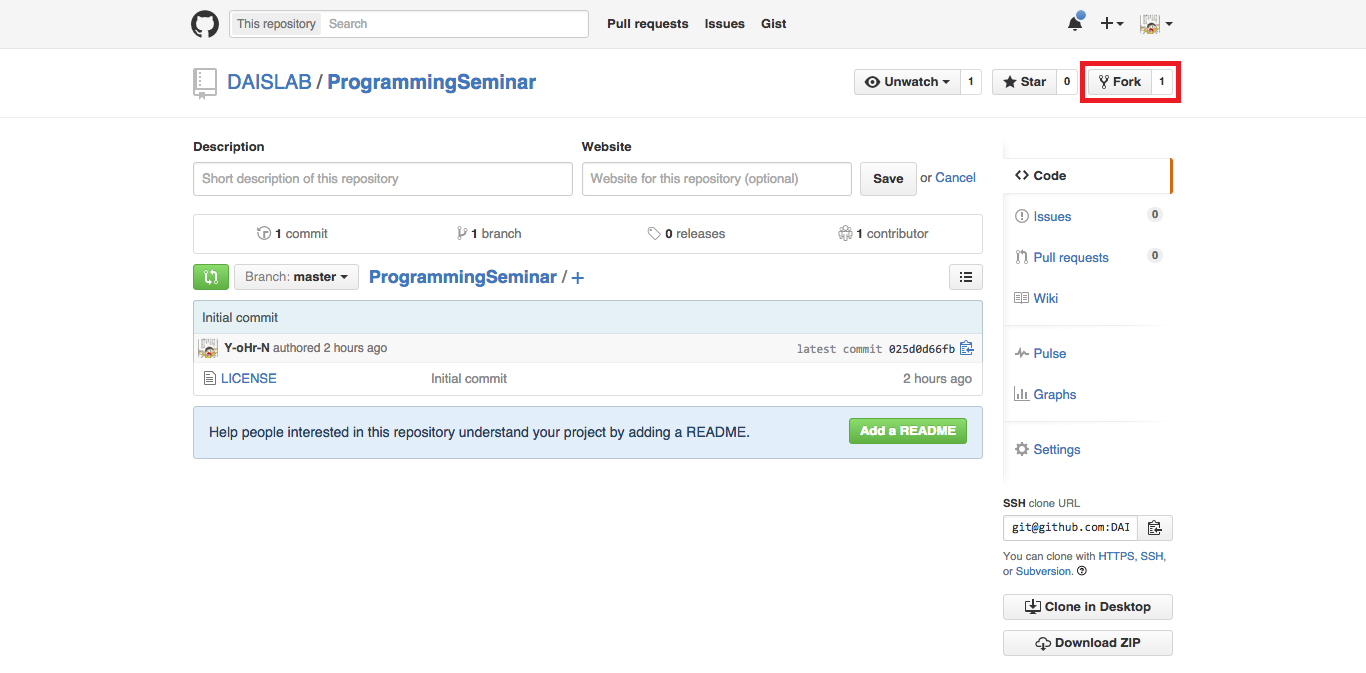 This repository Search Pull requests Issues Gist
DAISLAB / ProgrammingSeminar Unwatch 1 Star 0 Fork 1
Description Website
Short description of this repository Website for this repository (optional) Save or Cancel
1 commit 1 branch 0 releases 1 contributor
Branch: master ProgrammingSeminar / +
Initial commit
Y-oHr-N authored 2 hours ago latest commit 025d0d66fb
LICENSE Initial commit 2 hours ago
Help people interested in this repository understand your project by adding a README. Add a README
Code
Issues 0
Pull requests 0
Wiki
Pulse
Graphs
Settings
SSH clone URL
git@github.com:DAI
You can clone with HTTPS, SSH,
or Subversion.
Clone in Desktop
Download ZIP